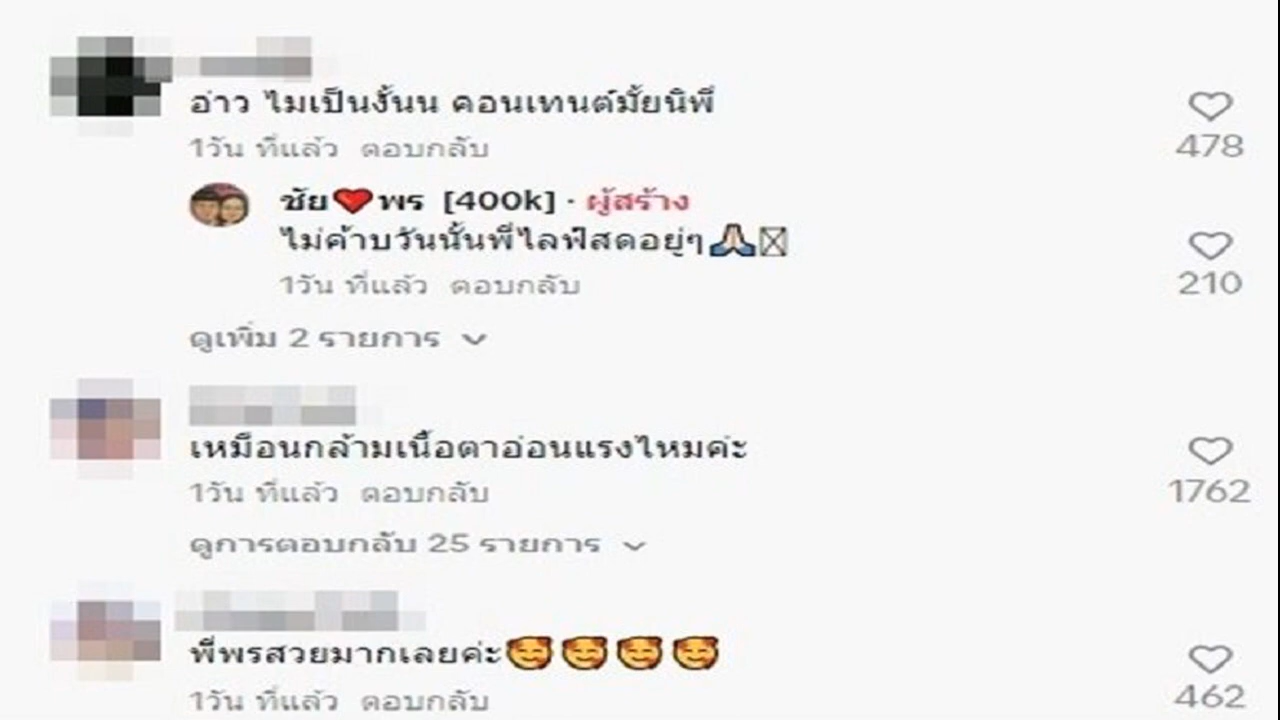 อ่าว ไมเป็นงั้นน คอนเทนต์มั้ยนิพี่
1วัน ที่แล้ว ตอบกลับ
478
ชัย❤️พร [400k] · ผู้สร้าง
ไม่ค้าบวันนั้นพี่ไลฟ์สดอยู่ๆ🙏🏻
1วัน ที่แล้ว ตอบกลับ
210
ดูเพิ่ม 2 รายการ
เหมือนกล้ามเนื้อตาอ่อนแรงไหมค่ะ
1วัน ที่แล้ว ตอบกลับ
1762
ดูการตอบกลับ 25 รายการ
พี่พรสวยมากเลยค่ะ🥰🥰🥰🥰
1วัน ที่แล้ว ตอบกลับ
462